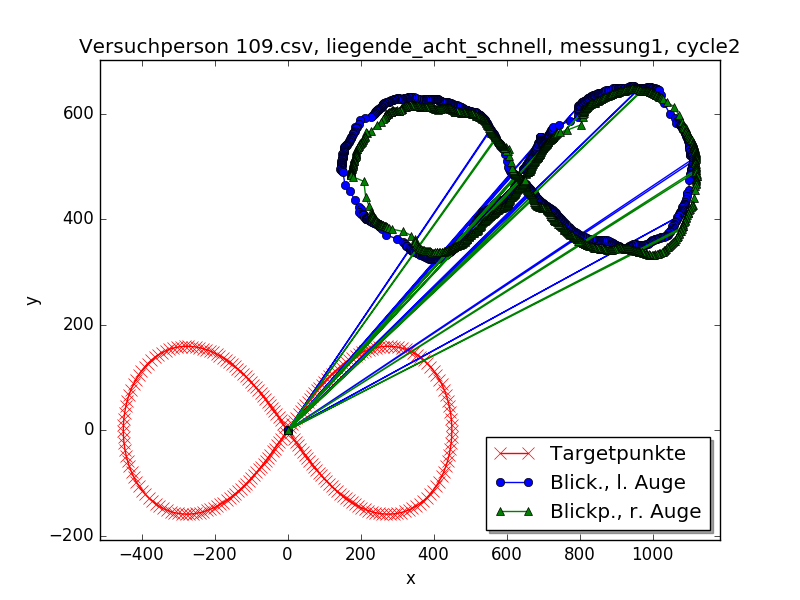 Versuchperson 109.csv, liegende_acht_schnell, messung1, cycle2
600
400
200
0
−200
y
−400 −200 0 200 400 600 800 1000
x
Targetpunkte
Blick., l. Auge
Blickp., r. Auge